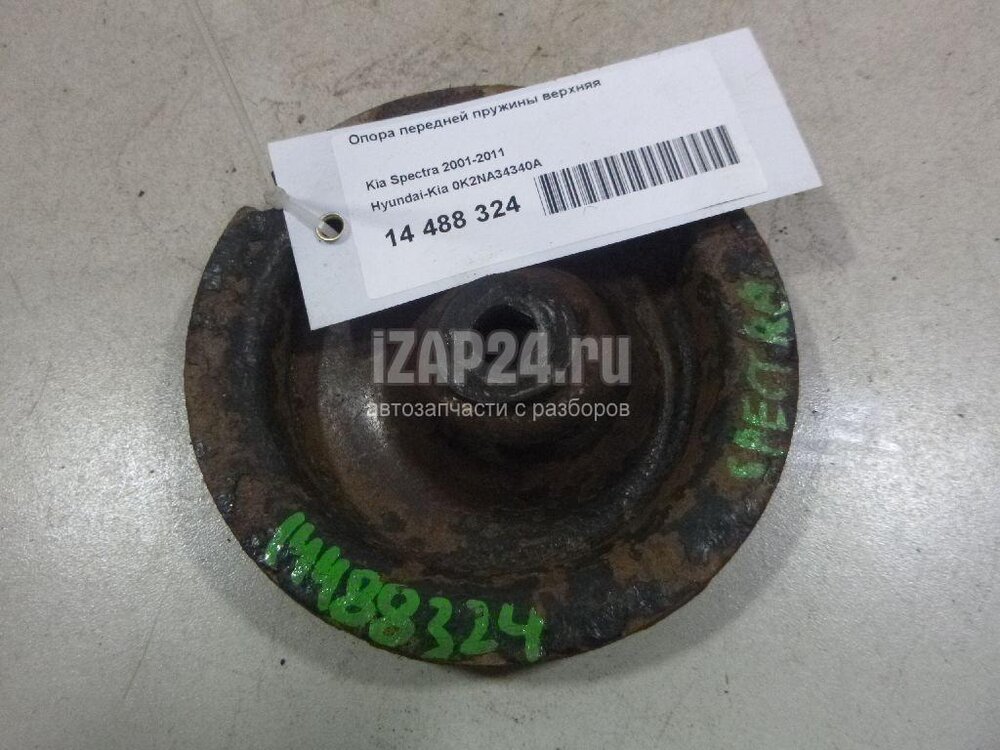 Опора передней пружины верхняя
Kia Spectra 2001-2011
Hyundai-Kia 0K2NA34340A
14 488 324
iZAP24.ru
автозапчасти с разборов
14488324